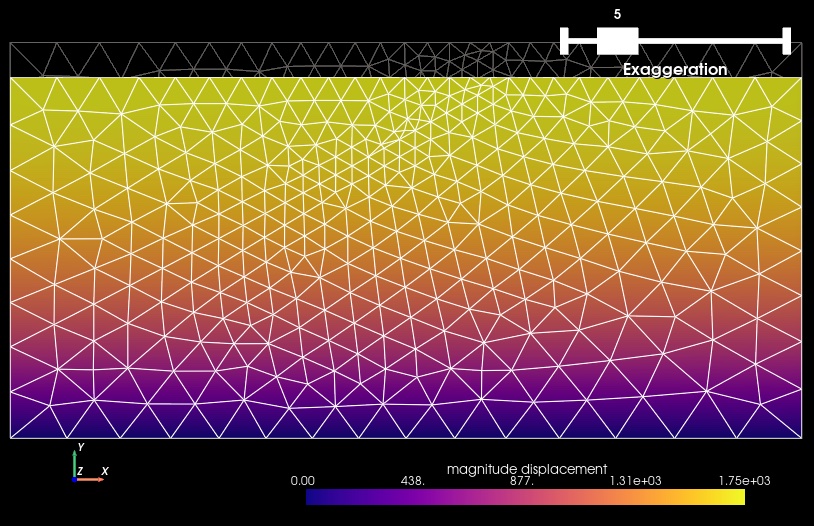 5
Exaggeration
Y
Z X
magnitude displacement
0.00 438. 877. 1.31e+03 1.75e+03